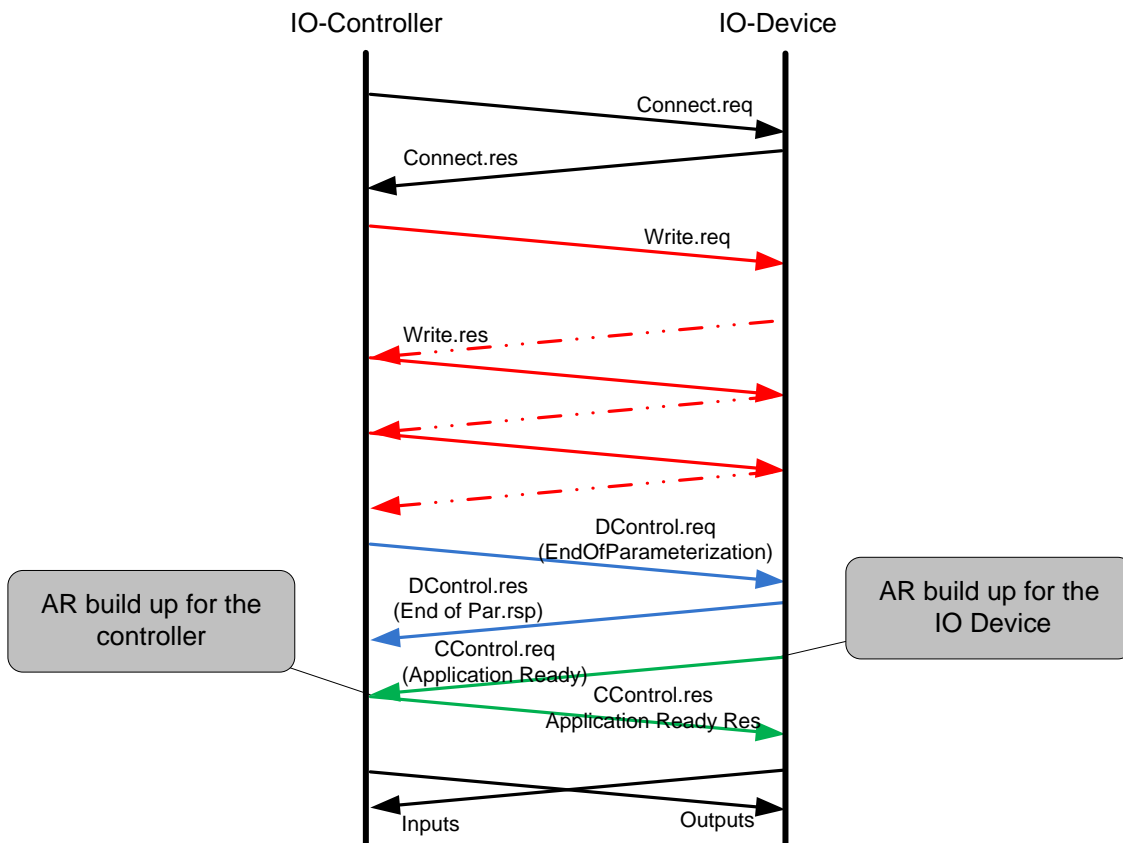 IO-Controller
IO-Device
Connect.req
Connect.res
Write.req
Write.res
DControl.req
(EndOfParameterization)
AR build up for the
controller
DControl.res
(End of Par.rsp)
AR build up for the
IO Device
CControl.req
(Application Ready)
CControl.res
Application Ready Res
Inputs
Outputs